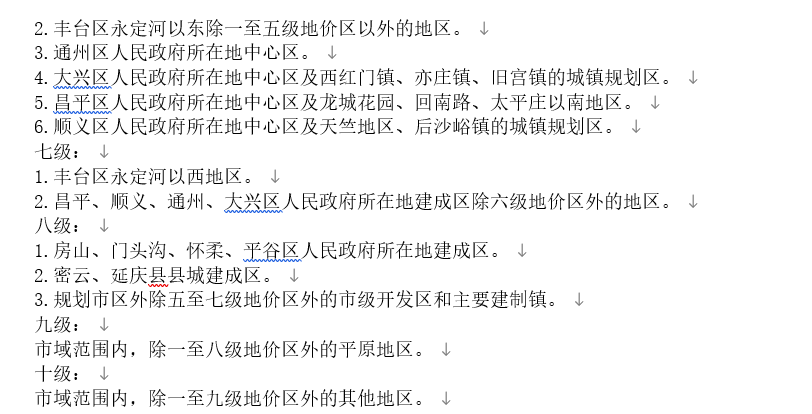 2.丰台区永定河以东除一至五级地价区以外的地区。↓
3.通州区人民政府所在地中心区。↓
4.大兴区人民政府所在地中心区及西红门镇、亦庄镇、旧宫镇的城镇规划区。↓
5.昌平区人民政府所在地中心区及龙城花园、回南路、太平庄以南地区。↓
6.顺义区人民政府所在地中心区及天竺地区、后沙峪镇的城镇规划区。↓
七级：↓
1.丰台区永定河以西地区。↓
2.昌平、顺义、通州、大兴区人民政府所在地建成区除六级地价区外的地区。↓
八级：↓
1.房山、门头沟、怀柔、平谷区人民政府所在地建成区。↓
2.密云、延庆县县城建成区。↓
3.规划市区外除五至七级地价区外的市级开发区和主要建制镇。↓
九级：↓
市域范围内，除一至八级地价区外的平原地区。↓
十级：↓
市域范围内，除一至九级地价区外的其他地区。↓